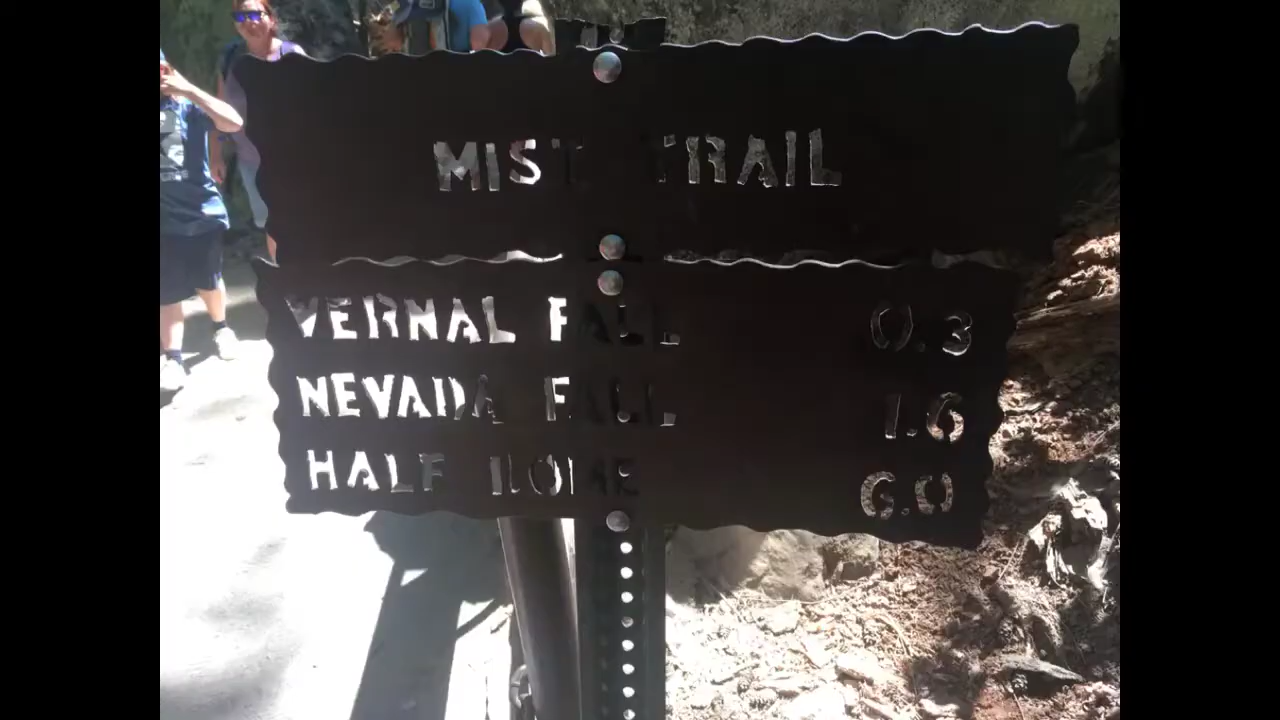 MIST TRAIL
VERNAL FALL 0.3
NEVADA FALL 1.6
HALF DOME 6.0